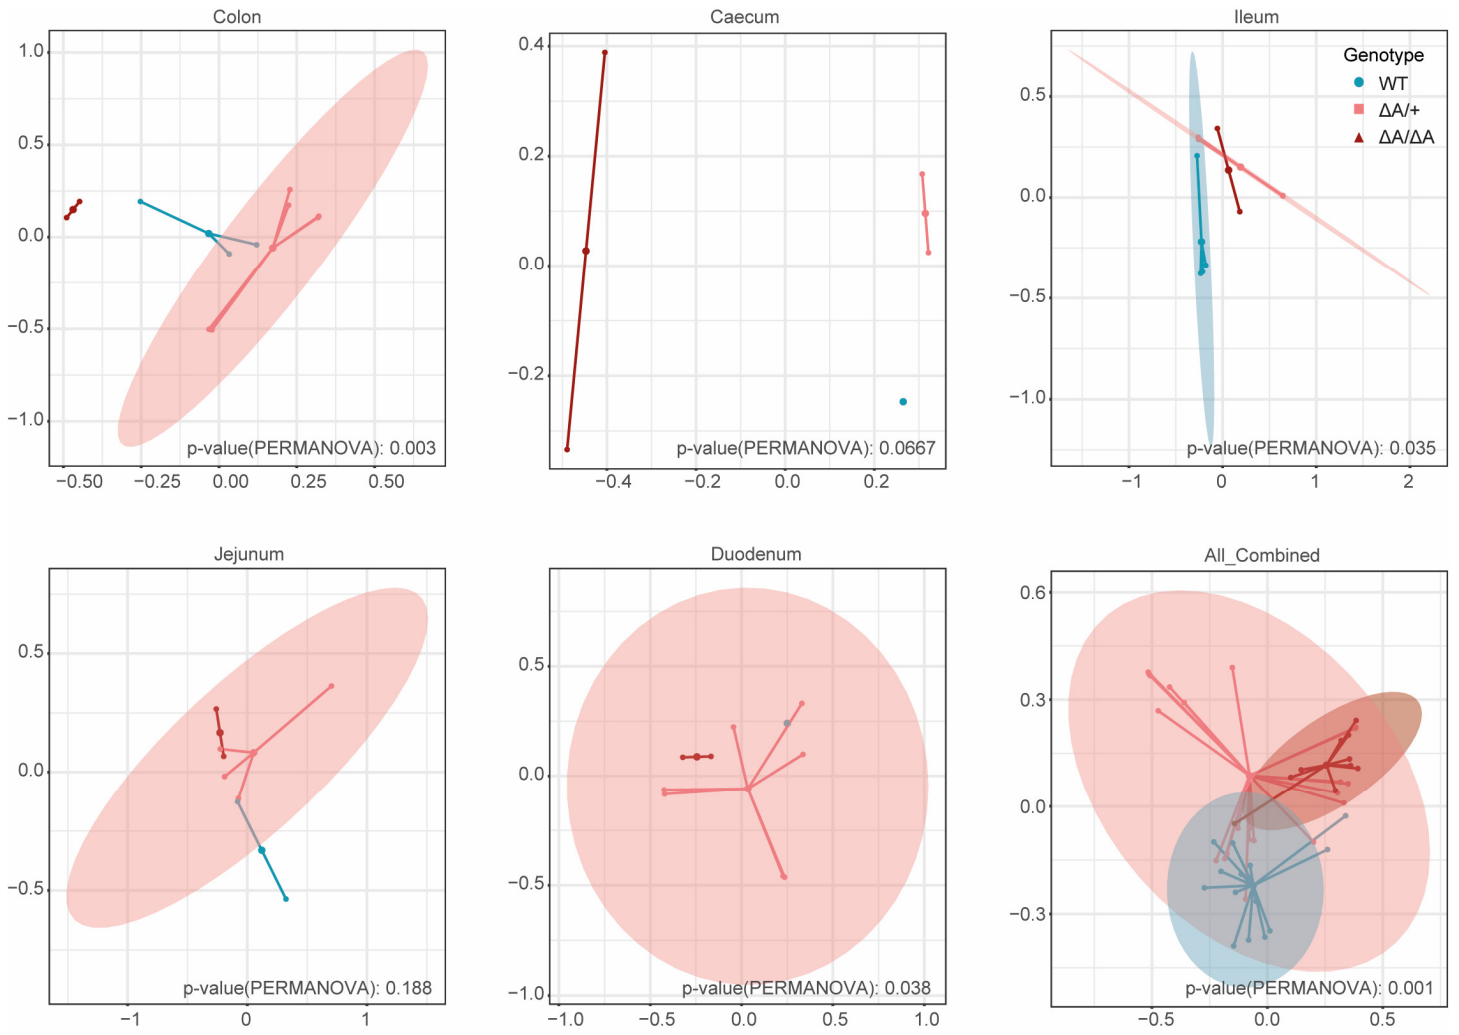 Colon
1.0
0.5
0.0
−0.5
−1.0
p-value(PERMANOVA): 0.003
−0.50 −0.25 0.00 0.25 0.50
Caecum
0.4
0.2
0.0
−0.2
p-value(PERMANOVA): 0.0667
−0.4 −0.2 0.0 0.2
Ileum
Genotype
WT
ΔA/+
ΔA/ΔA
0.5
0.0
−0.5
−1.0
p-value(PERMANOVA): 0.035
−1 0 1 2
Jejunum
0.5
0.0
−0.5
p-value(PERMANOVA): 0.188
−1 0 1
Duodenum
0.5
0.0
−0.5
−1.0
p-value(PERMANOVA): 0.038
−1.0 −0.5 0.0 0.5 1.0
All_Combined
0.6
0.3
0.0
−0.3
p-value(PERMANOVA): 0.001
−0.5 0.0 0.5